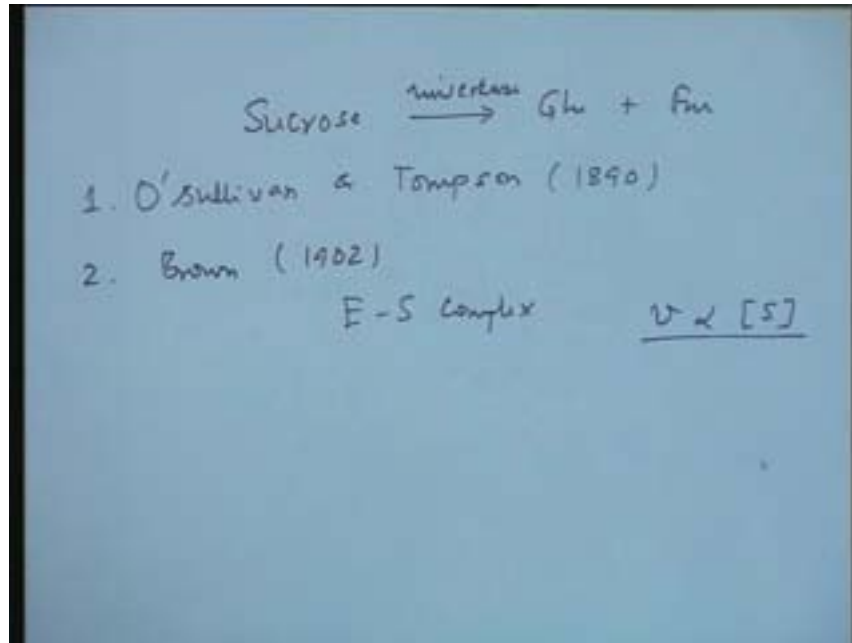 Sucrose invertase → Glu + Fru
1. O'Sullivan & Tompson (1890)
2. Brown (1902)
E-S Complex v α [S]